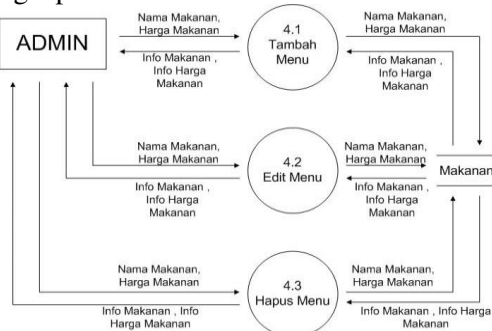 ADMIN
Nama Makanan,
Harga Makanan
Info Makanan ,
Info Harga
Makanan
4.1
Tambah
Menu
Nama Makanan,
Harga Makanan
Info Makanan ,
Info Harga
Makanan
Nama Makanan,
Harga Makanan
Info Makanan ,
Info Harga
Makanan
4.2
Edit Menu
Nama Makanan,
Harga Makanan
Info Makanan ,
Info Harga
Makanan
Makanan
Nama Makanan,
Harga Makanan
Info Makanan , Info
Harga Makanan
4.3
Hapus Menu
Nama Makanan,
Harga Makanan
Info Makanan , Info Harga
Makanan